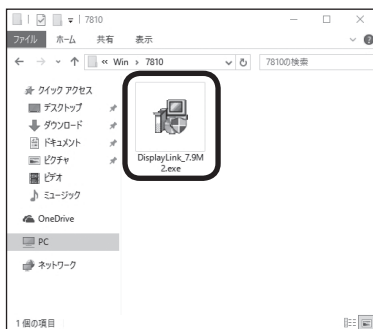 7810
ファイル ホーム 共有 表示
« Win › 7810
7810の検索
クイック アクセス
デスクトップ
ダウンロード
ドキュメント
ピクチャ
ビデオ
ミュージック
OneDrive
PC
ネットワーク
DisplayLink_7.9M
2.exe
1 個の項目